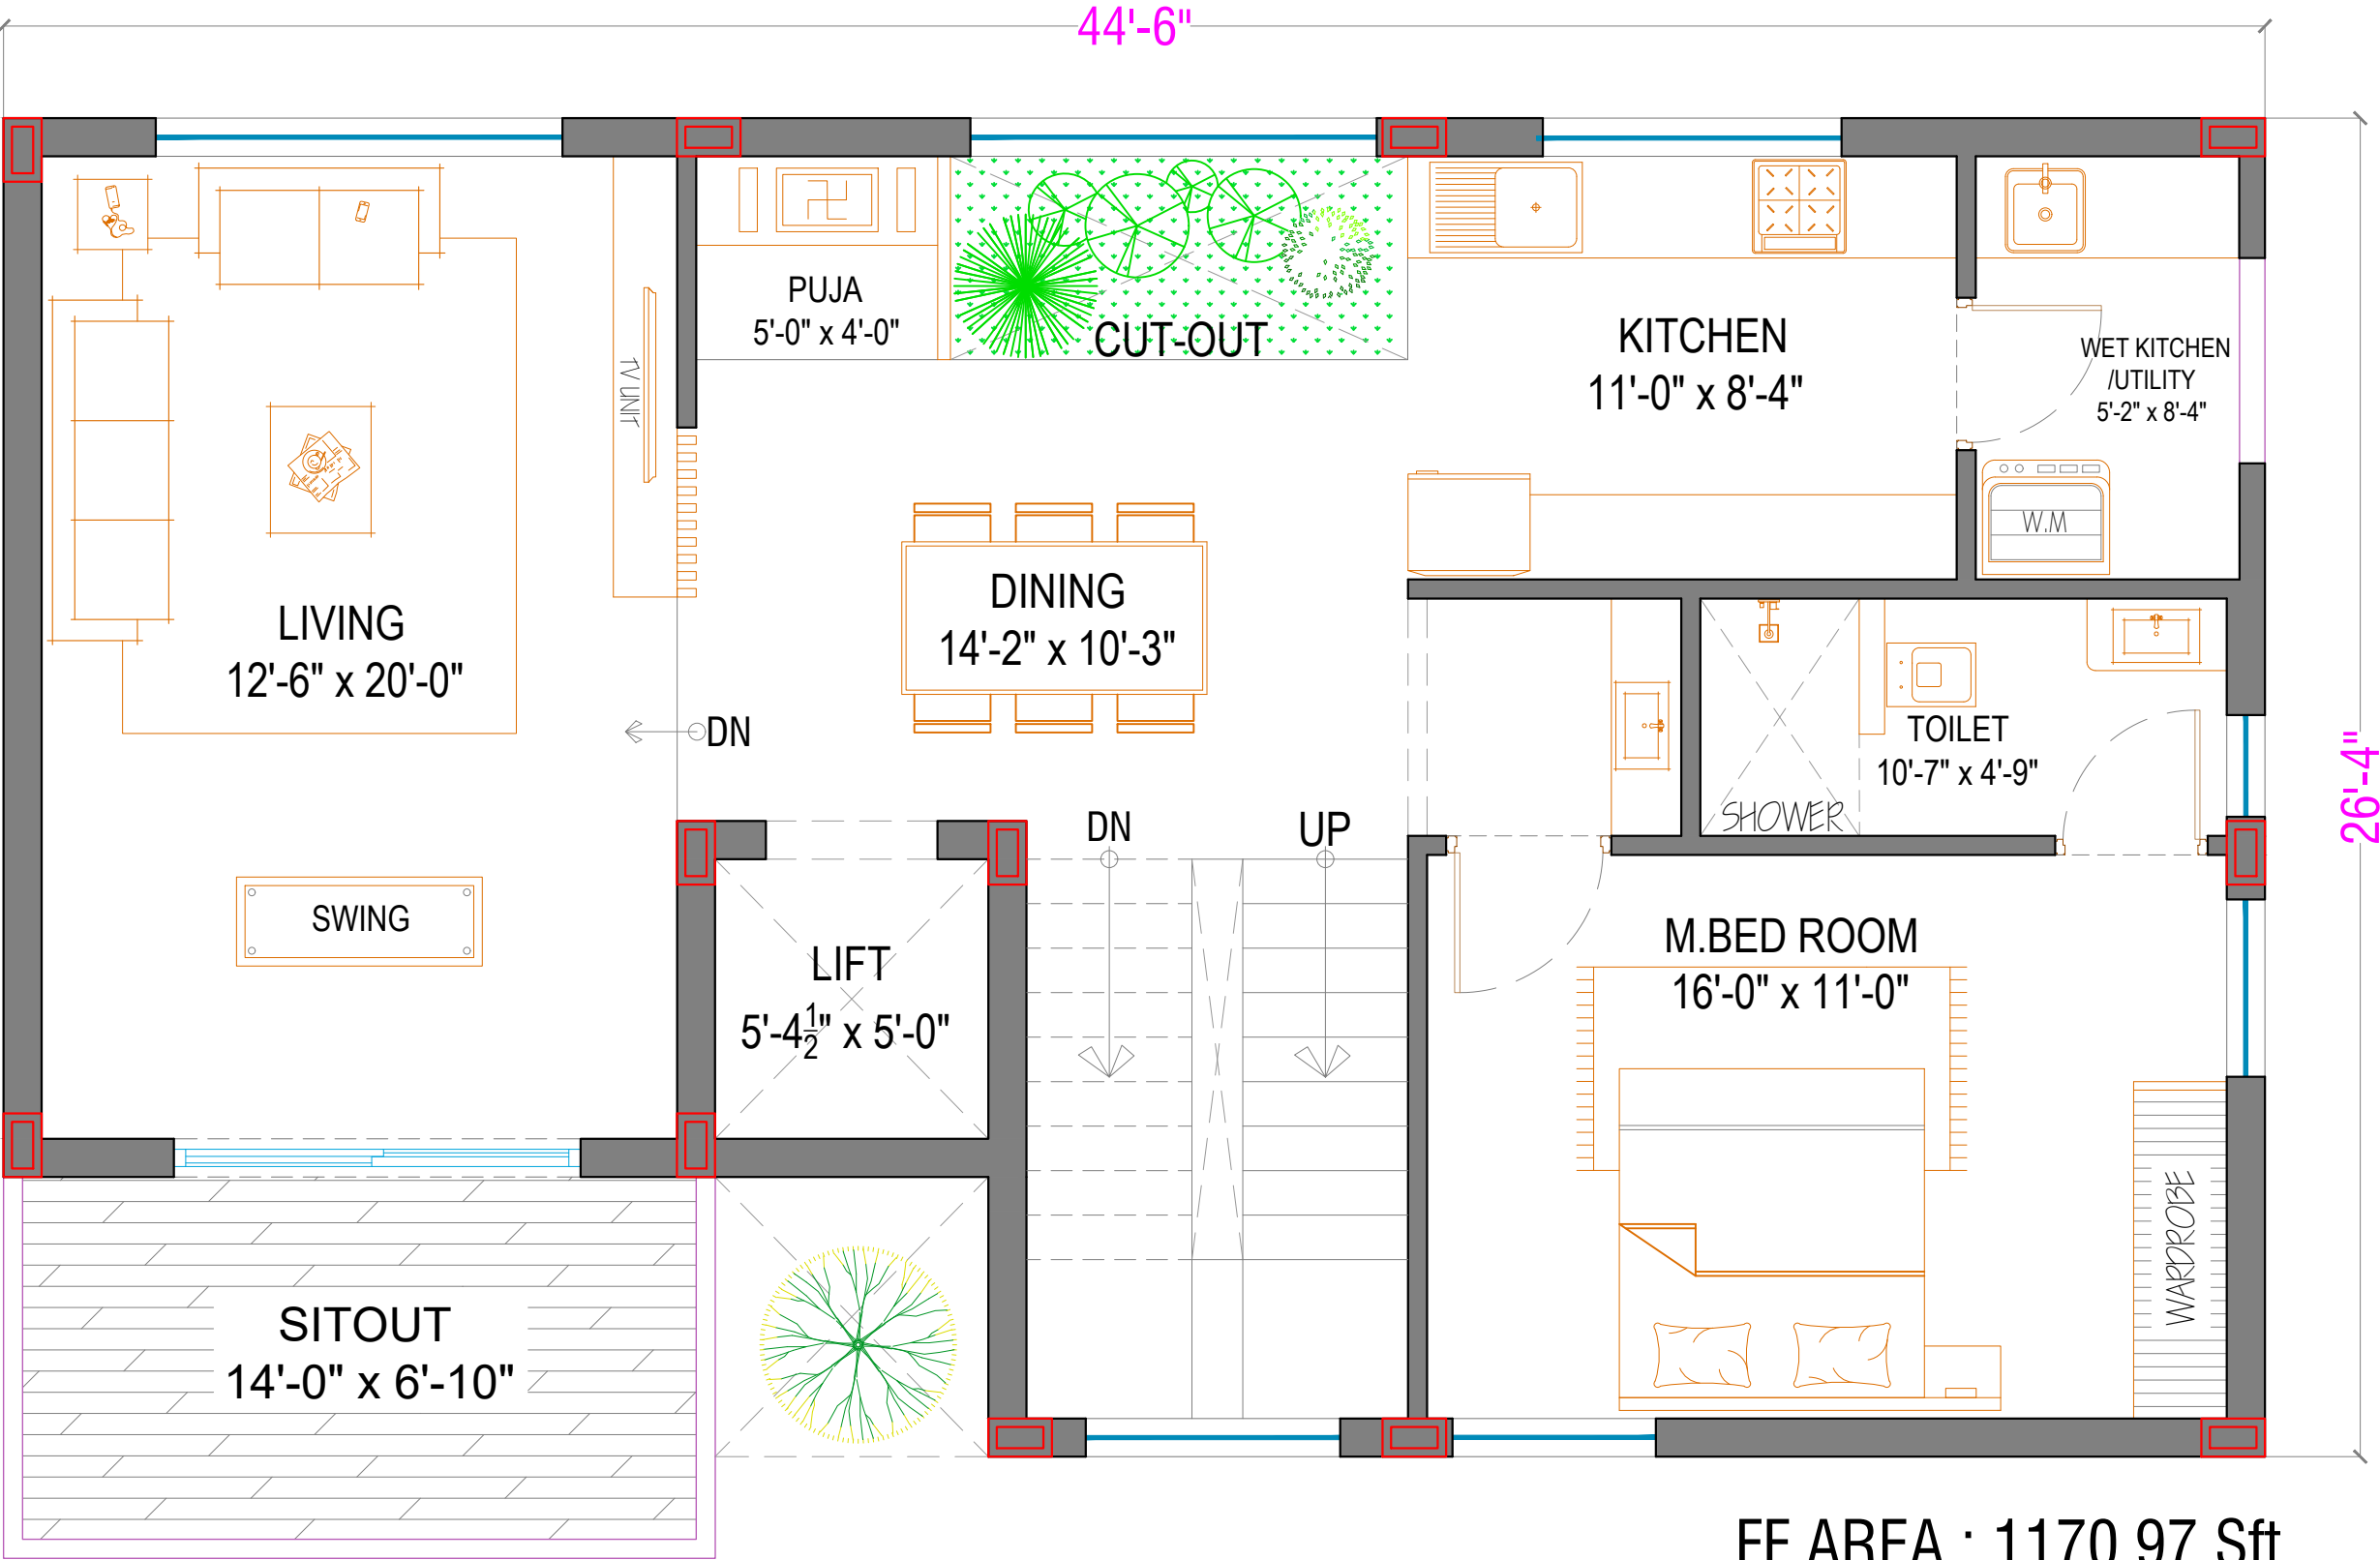 44'-6"
PUJA
5'-0" x 4'-0"
CUT-OUT
KITCHEN
11'-0" x 8'-4"
WET KITCHEN
/UTILITY
5'-2" x 8'-4"
TV UNIT
W.M
LIVING
12'-6" x 20'-0"
DINING
14'-2" x 10'-3"
DN
TOILET
10'-7" x 4'-9"
SHOWER
26'-4"
DN
UP
SWING
LIFT
5'-4½" x 5'-0"
M.BED ROOM
16'-0" x 11'-0"
WARDROBE
SITOUT
14'-0" x 6'-10"
FF AREA : 1170.97 Sft